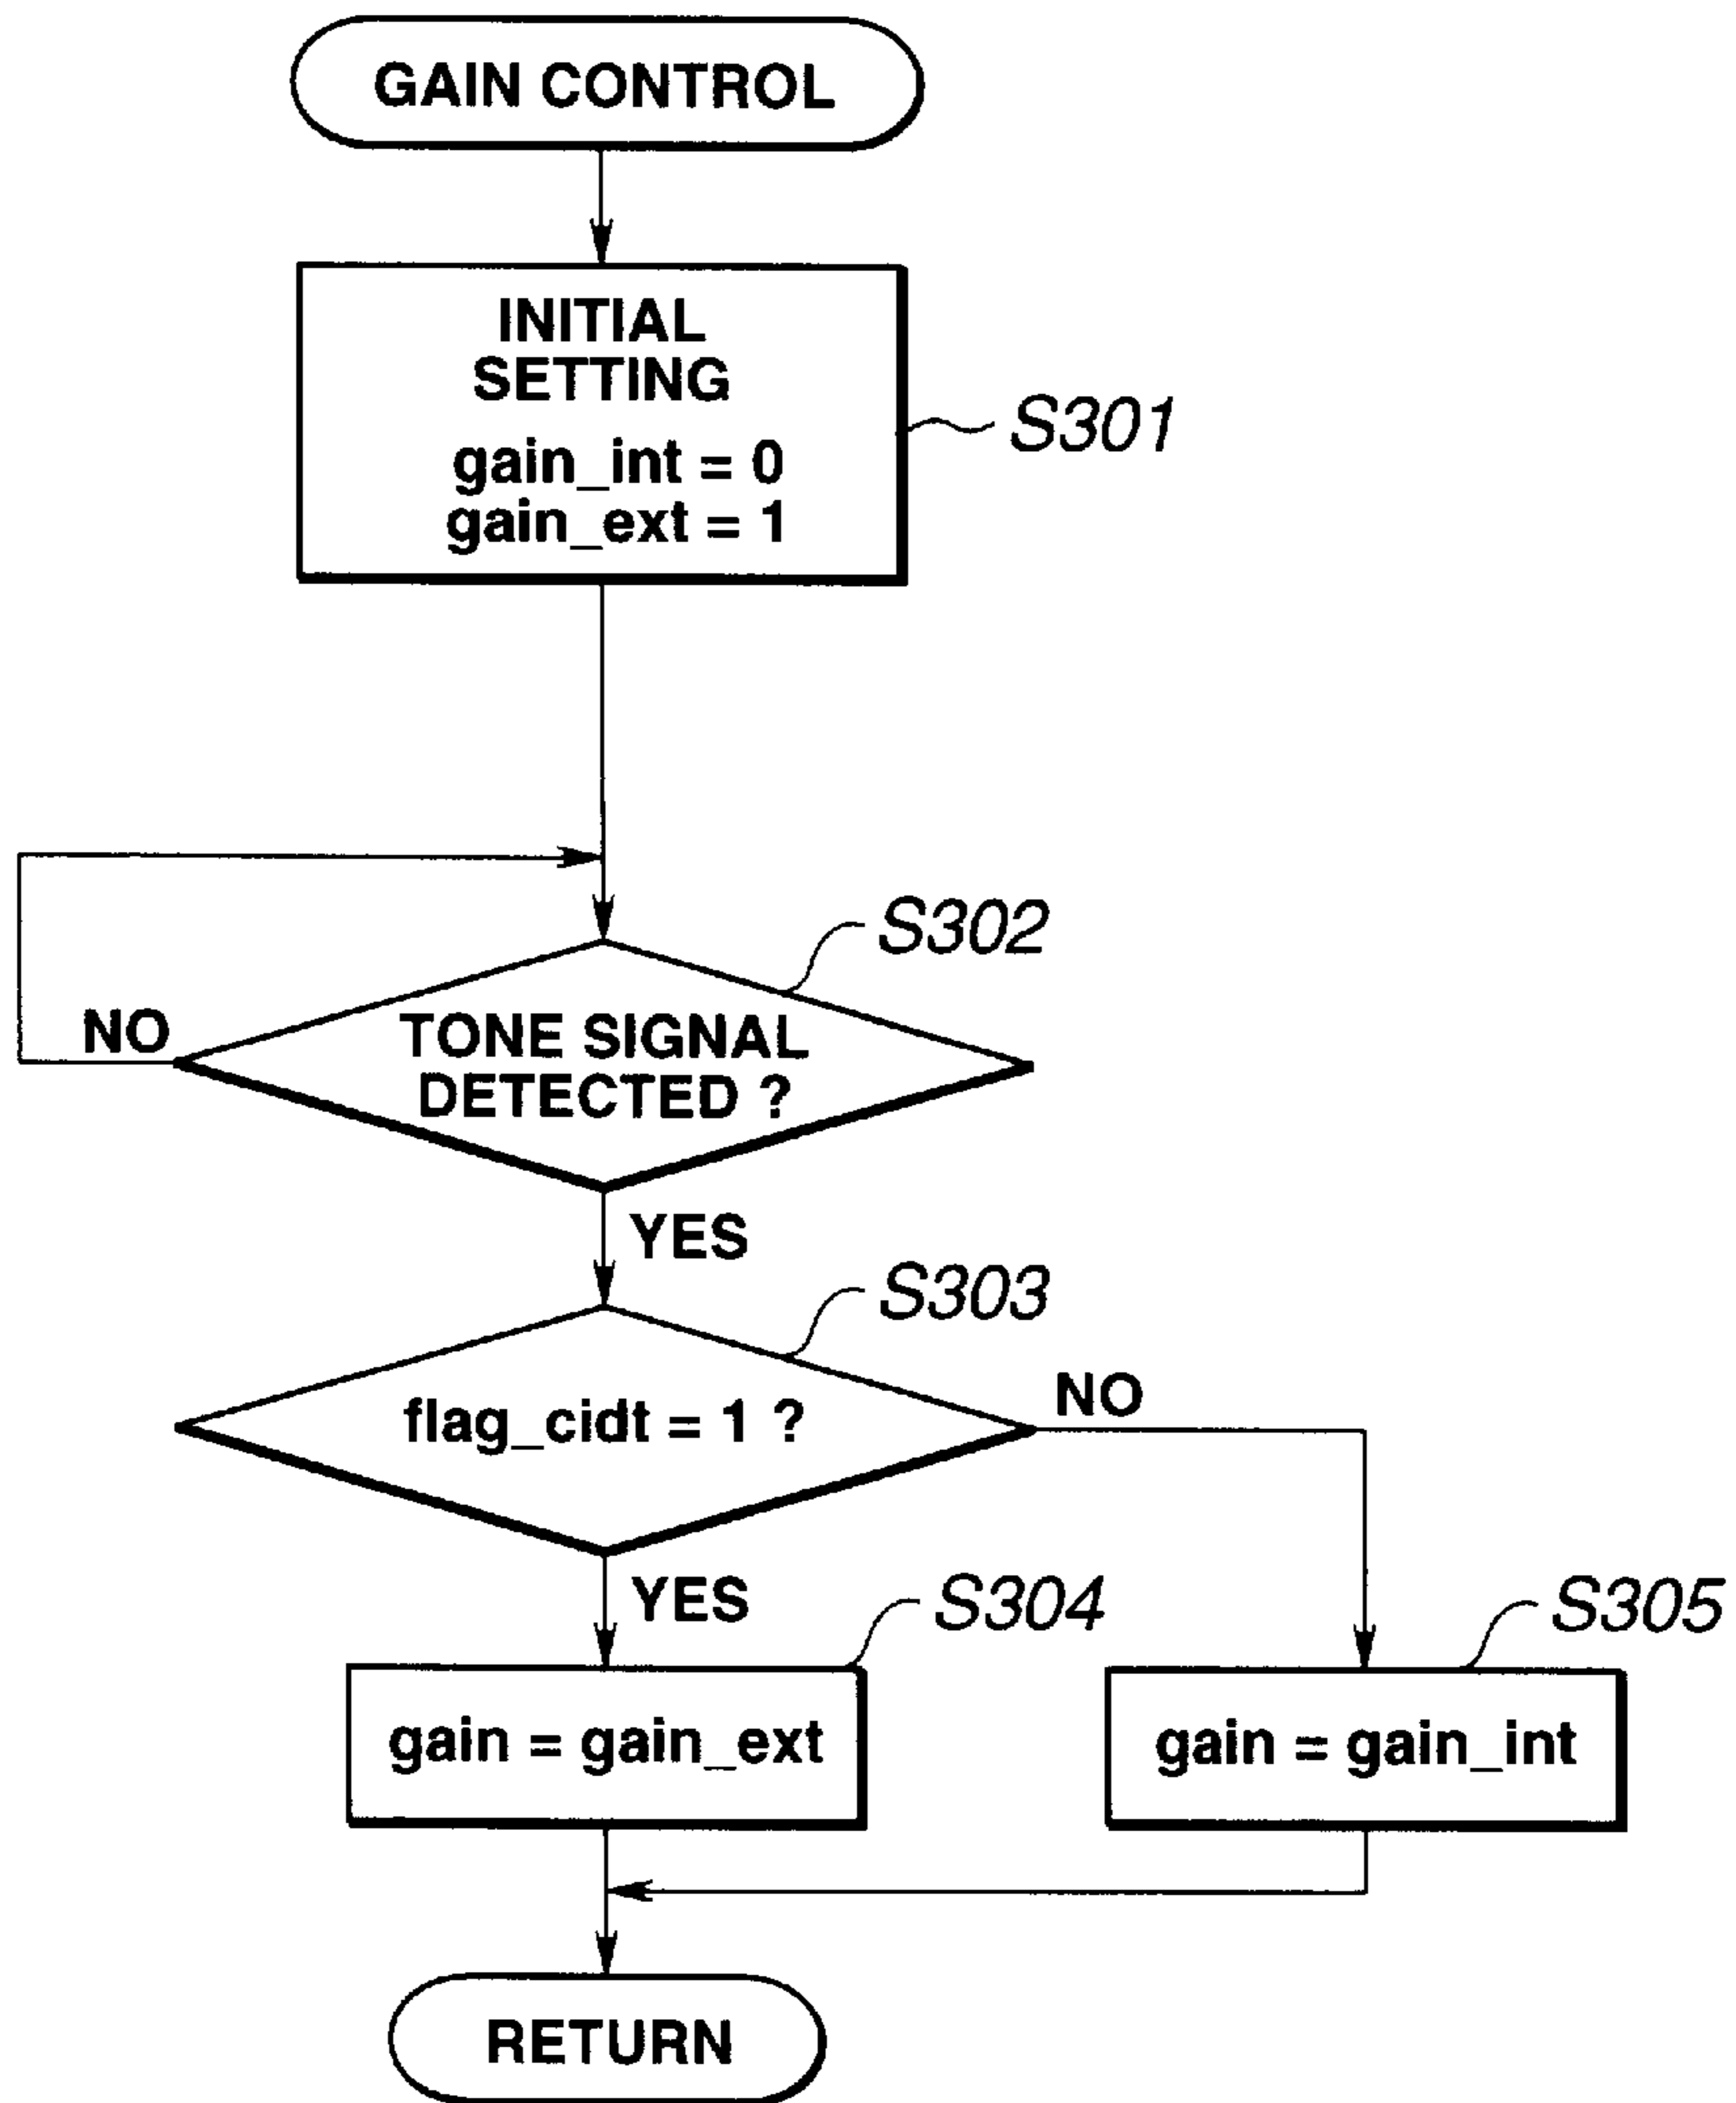 GAIN CONTROL
INITIAL
SETTING
gain_int = 0
gain_ext = 1
S301
S302
NO
TONE SIGNAL
DETECTED ?
YES
S303
flag_cidt = 1 ?
NO
YES
S304
S305
gain = gain_ext
gain = gain_int
RETURN